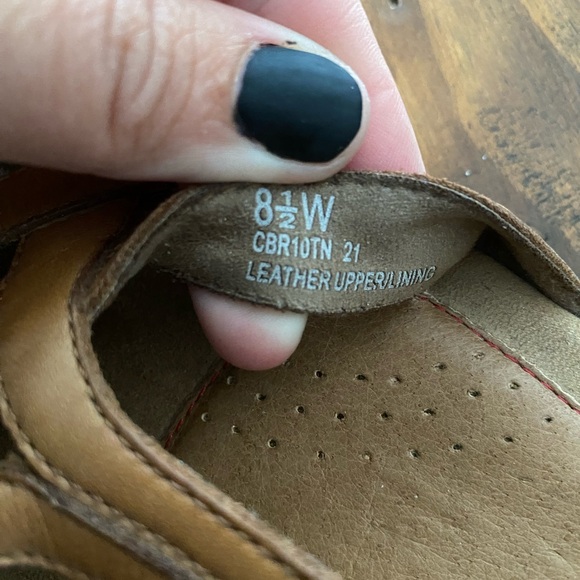 8½W
CBR10TN 21
LEATHER UPPER/LINING